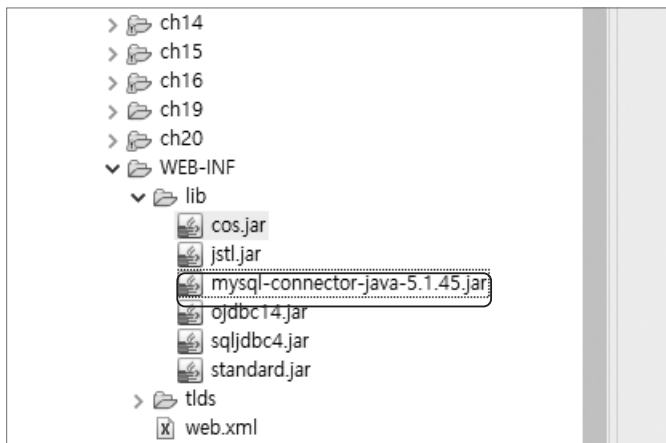 ch14
ch15
ch16
ch19
ch20
WEB-INF
lib
cos.jar
jstl.jar
mysql-connector-java-5.1.45.jar
ojdbc14.jar
sqljdbc4.jar
standard.jar
tlds
web.xml